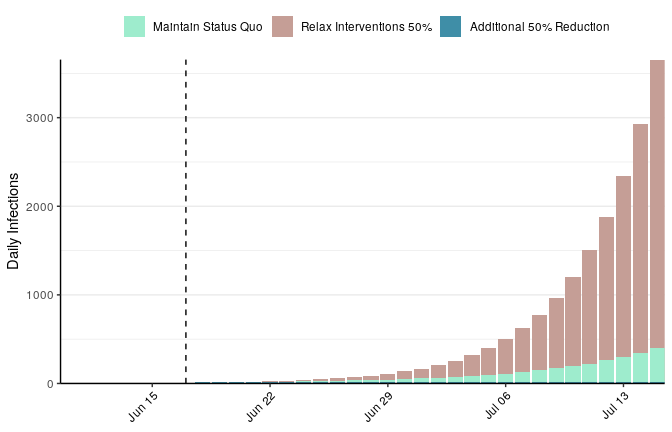 Maintain Status Quo Relax Interventions 50% Additional 50% Reduction
Daily Infections
3000
2000
1000
0
Jun 15 Jun 22 Jun 29 Jul 06 Jul 13